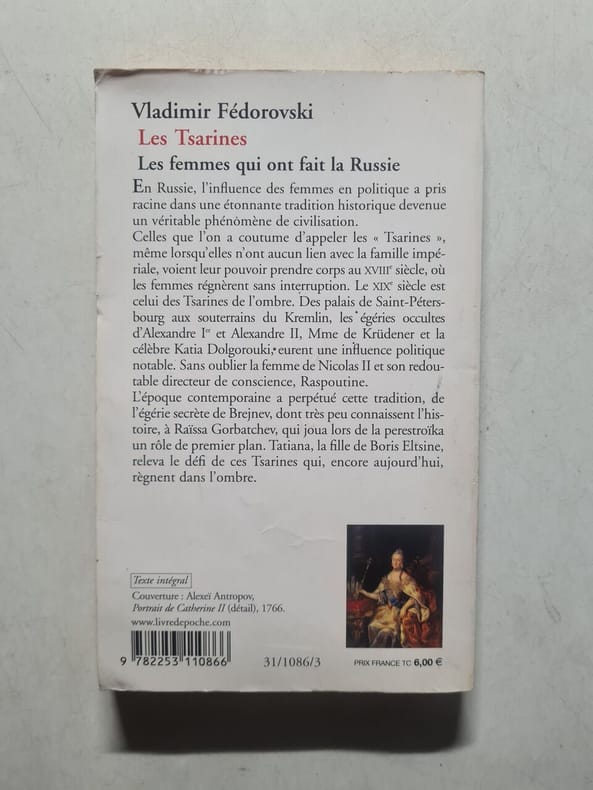 Vladimir Fédorovski
Les Tsarines
Les femmes qui ont fait la Russie
En Russie, l'influence des femmes en politique a pris
racine dans une étonnante tradition historique devenue
un véritable phénomène de civilisation.
Celles que l'on a coutume d'appeler les « Tsarines »,
même lorsqu'elles n'ont aucun lien avec la famille impé-
riale, voient leur pouvoir prendre corps au XVIIIe siècle, où
les femmes régnèrent sans interruption. Le XIXe siècle est
celui des Tsarines de l'ombre. Des palais de Saint-Péters-
bourg aux souterrains du Kremlin, les égéries occultes
d'Alexandre Ier et Alexandre II, Mme de Krüdener et la
célèbre Katia Dolgorouki, eurent une influence politique
notable. Sans oublier la femme de Nicolas II et son redou-
table directeur de conscience, Raspoutine.
L'époque contemporaine a perpétué cette tradition, de
l'égérie secrète de Brejnev, dont très peu connaissent l'his-
toire, à Raïssa Gorbatchev, qui joua lors de la perestroïka
un rôle de premier plan. Tatiana, la fille de Boris Eltsine,
releva le défi de ces Tsarines qui, encore aujourd'hui,
règnent dans l'ombre.
Texte intégral
Couverture : Alexeï Antropov,
Portrait de Catherine II (détail), 1766.
www.livredepoche.com
9 782253 110866
31/1086/3
PRIX FRANCE TC 6,00 €